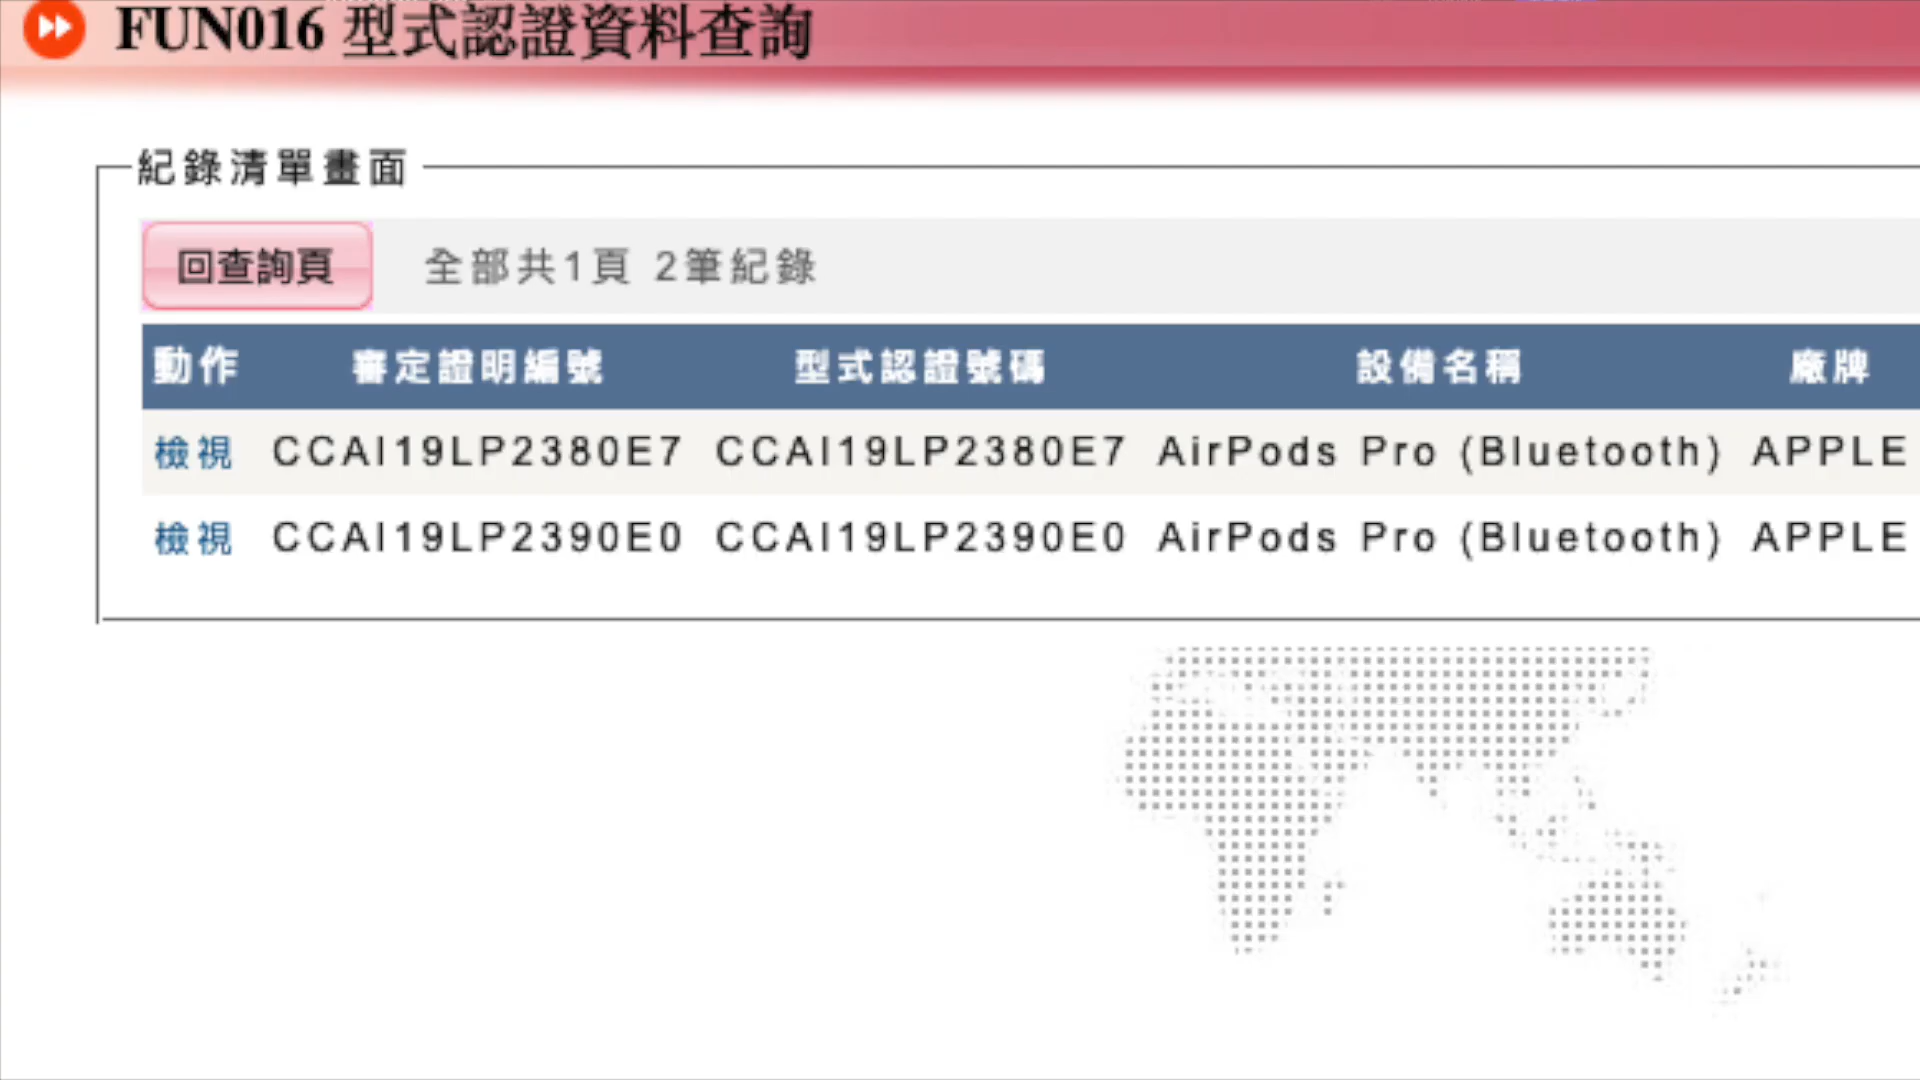 FUN016 型式認證資料查詢
紀錄清單畫面
回查詢頁 全部共1頁 2筆紀錄
動作 審定證明編號 型式認證號碼 設備名稱 廠牌
檢視 CCAI19LP2380E7 CCAI19LP2380E7 AirPods Pro (Bluetooth) APPLE
檢視 CCAI19LP2390E0 CCAI19LP2390E0 AirPods Pro (Bluetooth) APPLE